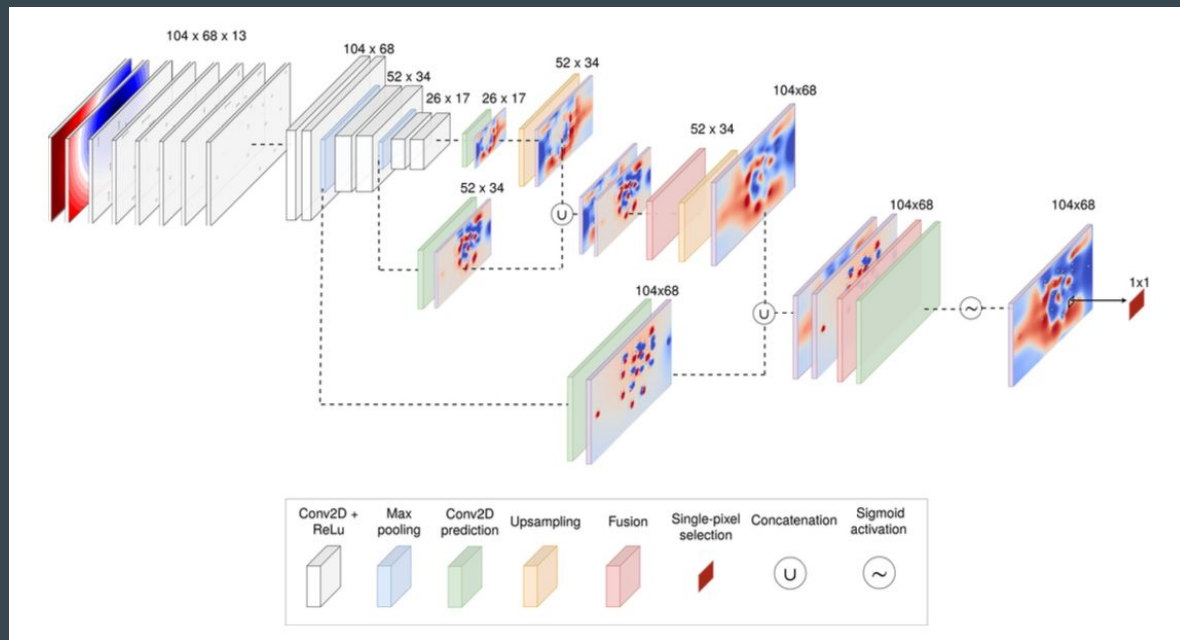 104 x 68 x 13
104 x 68
52 x 34
26 x 17
26 x 17
52 x 34
52 x 34
104x68
52 x 34
∪
104x68
∪
104x68
~
104x68
1x1
Conv2D +
ReLu
Max
pooling
Conv2D
prediction
Upsampling
Fusion
Single-pixel
selection
Concatenation
Sigmoid
activation
∪
~